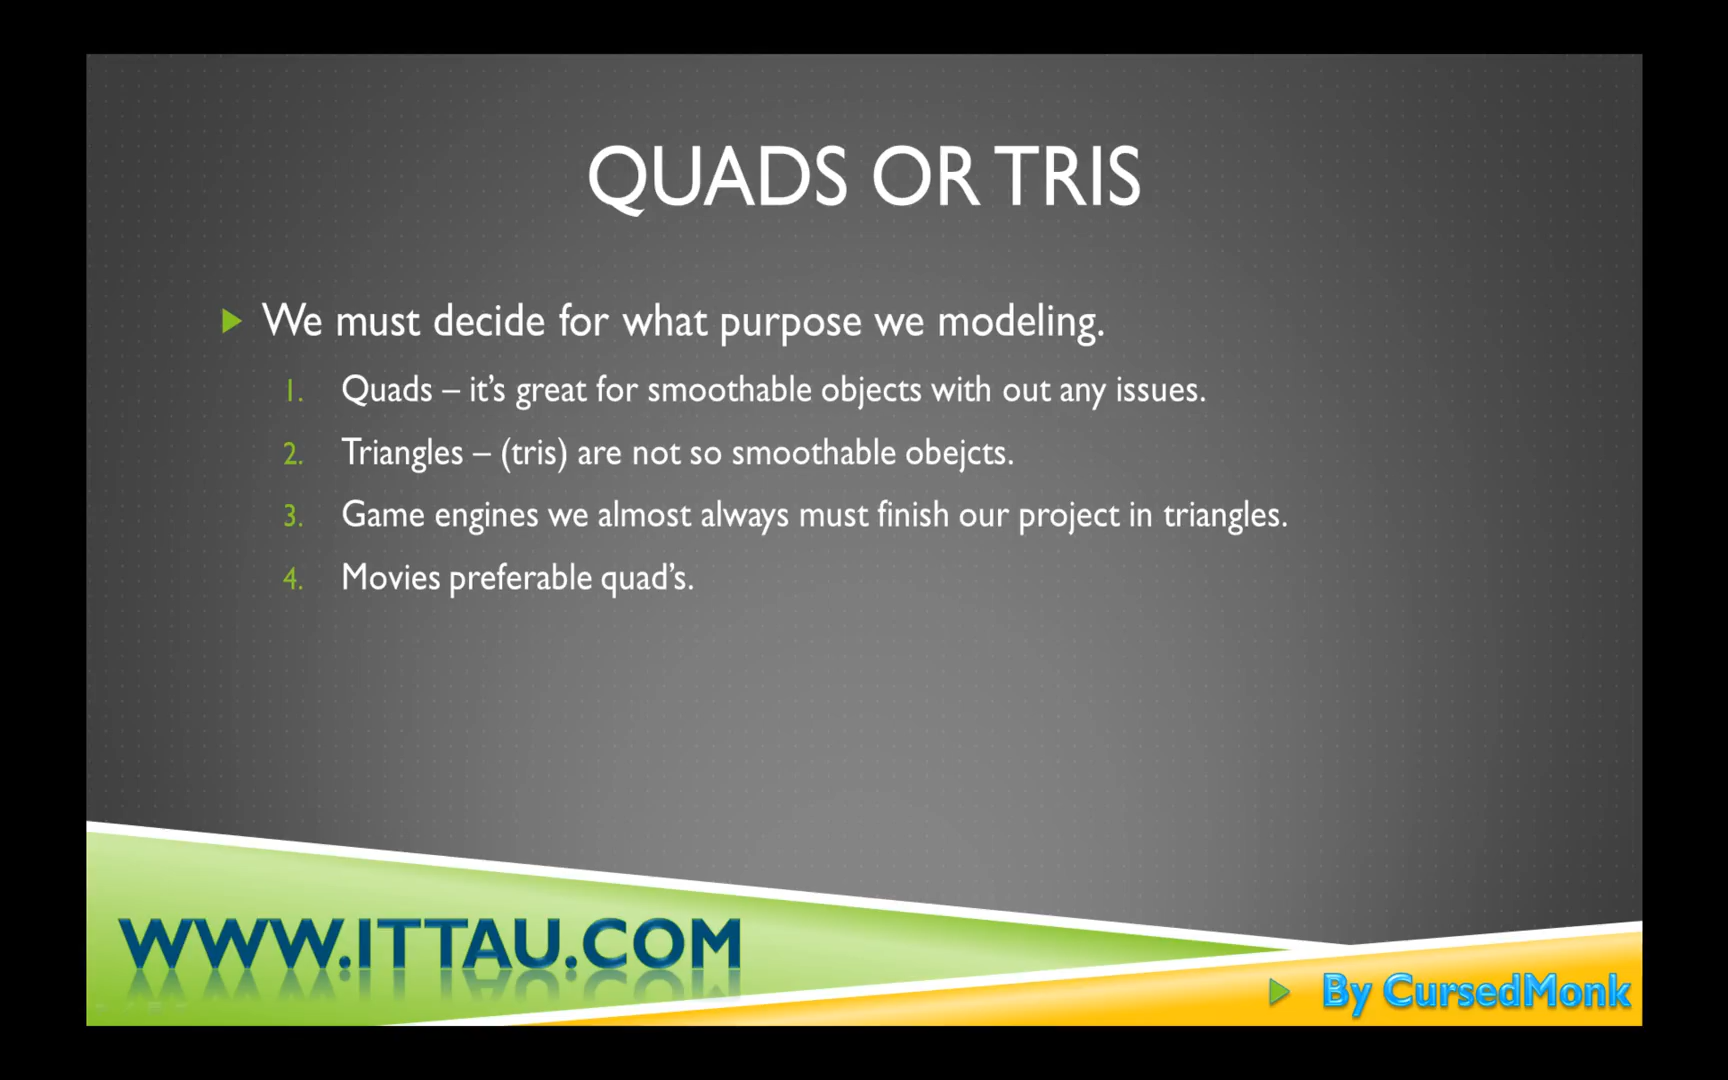 QUADS OR TRIS
We must decide for what purpose we modeling.
1. Quads – it's great for smoothable objects with out any issues.
2. Triangles – (tris) are not so smoothable obejcts.
3. Game engines we almost always must finish our project in triangles.
4. Movies preferable quad's.
WWW.ITTAU.COM
By CursedMonk